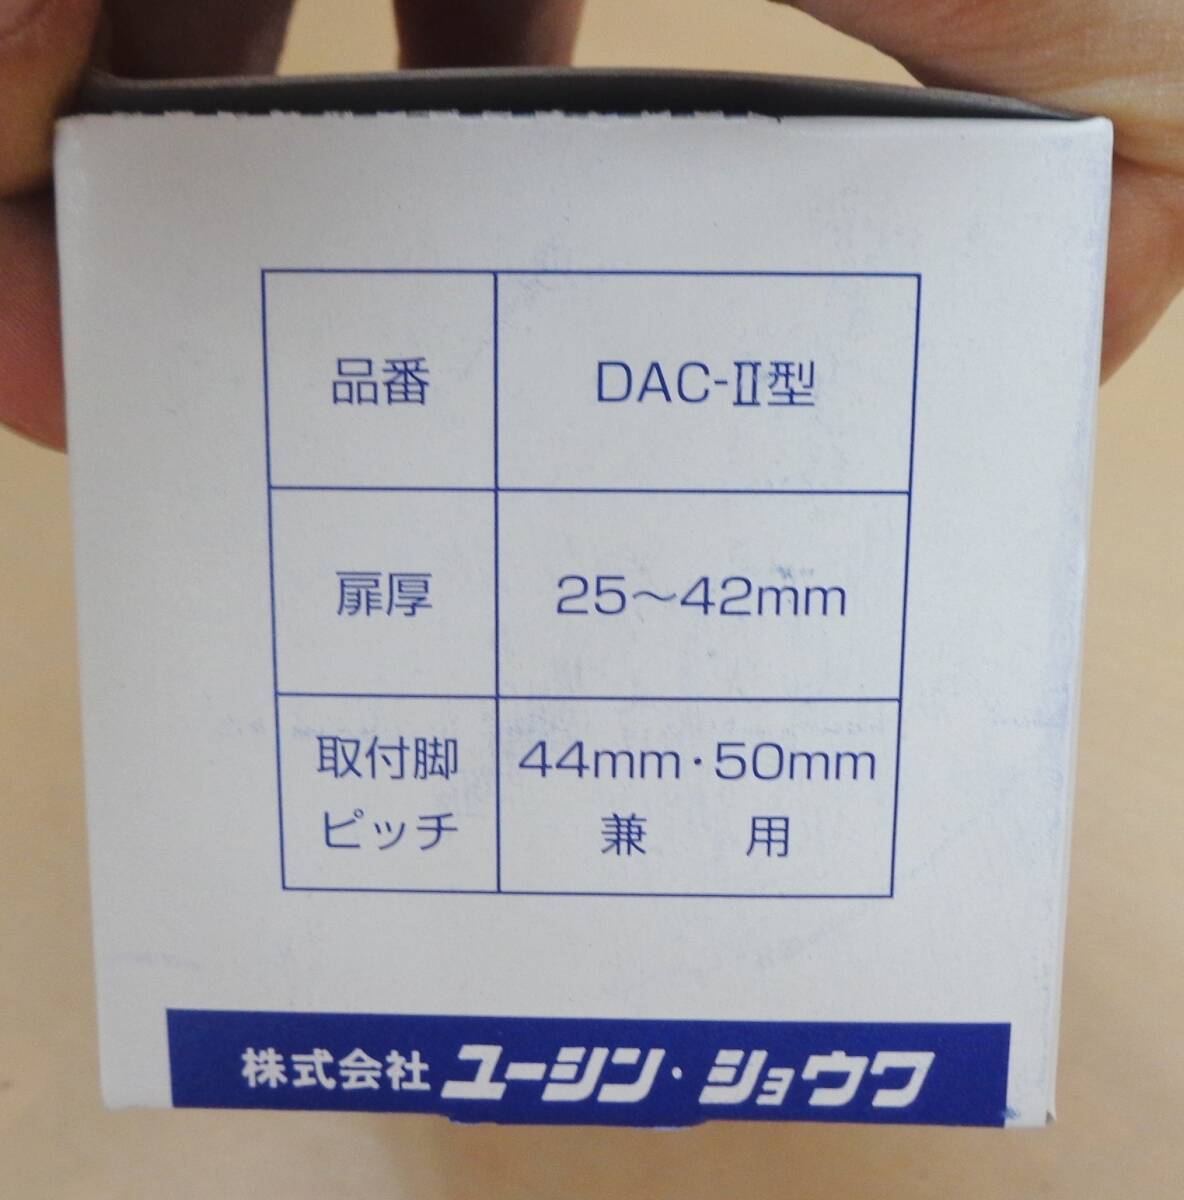 品番 DAC-Ⅱ型
扉厚 25～42mm
取付脚 44mm・50mm
ピッチ 兼用
株式会社 ユーシン・ショウワ